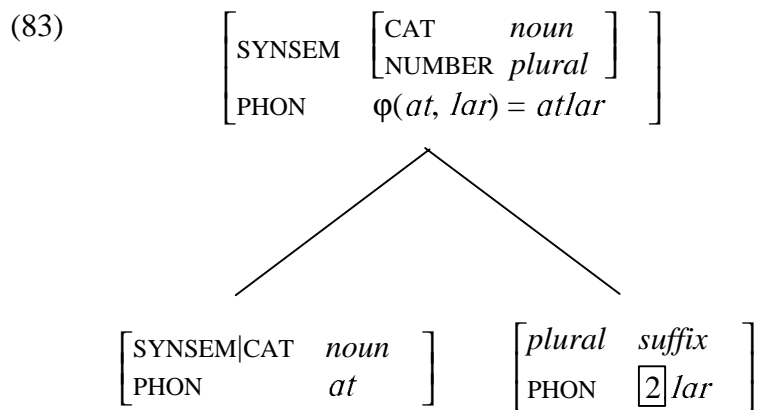 (83)
SYNSEM [CAT noun
NUMBER plural]
PHON φ(at, lar) = atlar
SYNSEM|CAT noun
PHON at
plural suffix
PHON 2 lar